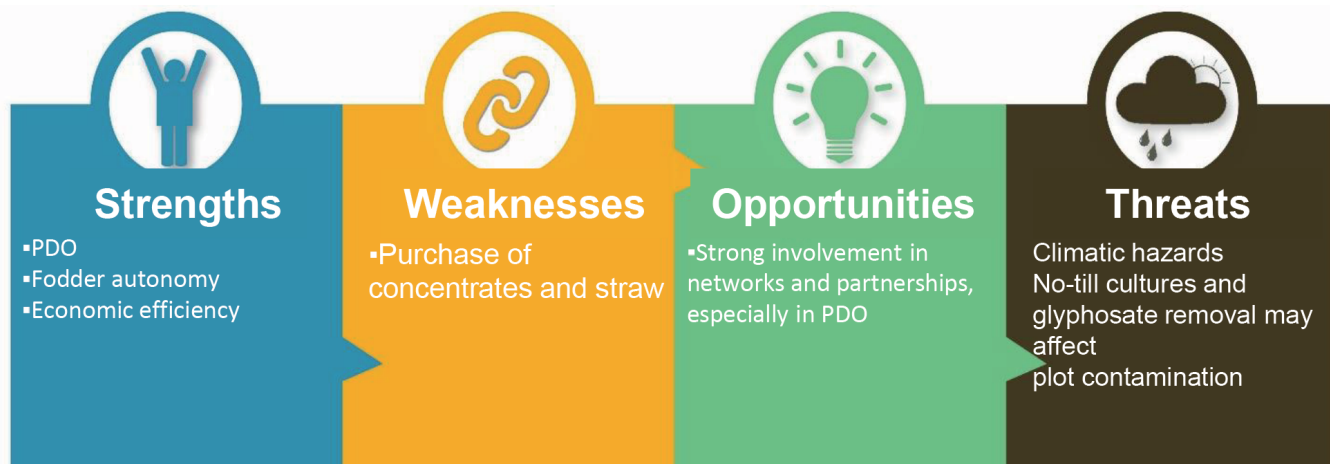 Strengths
▪PDO
▪Fodder autonomy
▪Economic efficiency
Weaknesses
▪Purchase of
concentrates and straw
Opportunities
▪Strong involvement in
networks and partnerships,
especially in PDO
Threats
Climatic hazards
No-till cultures and
glyphosate removal may
affect
plot contamination